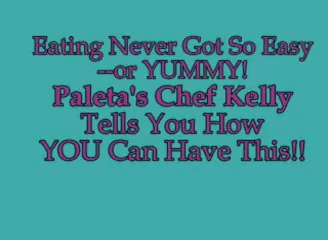 Eating Never Got So Easy
--or YUMMY!
Paleta's Chef Kelly
Tells You How
YOU Can Have This!!